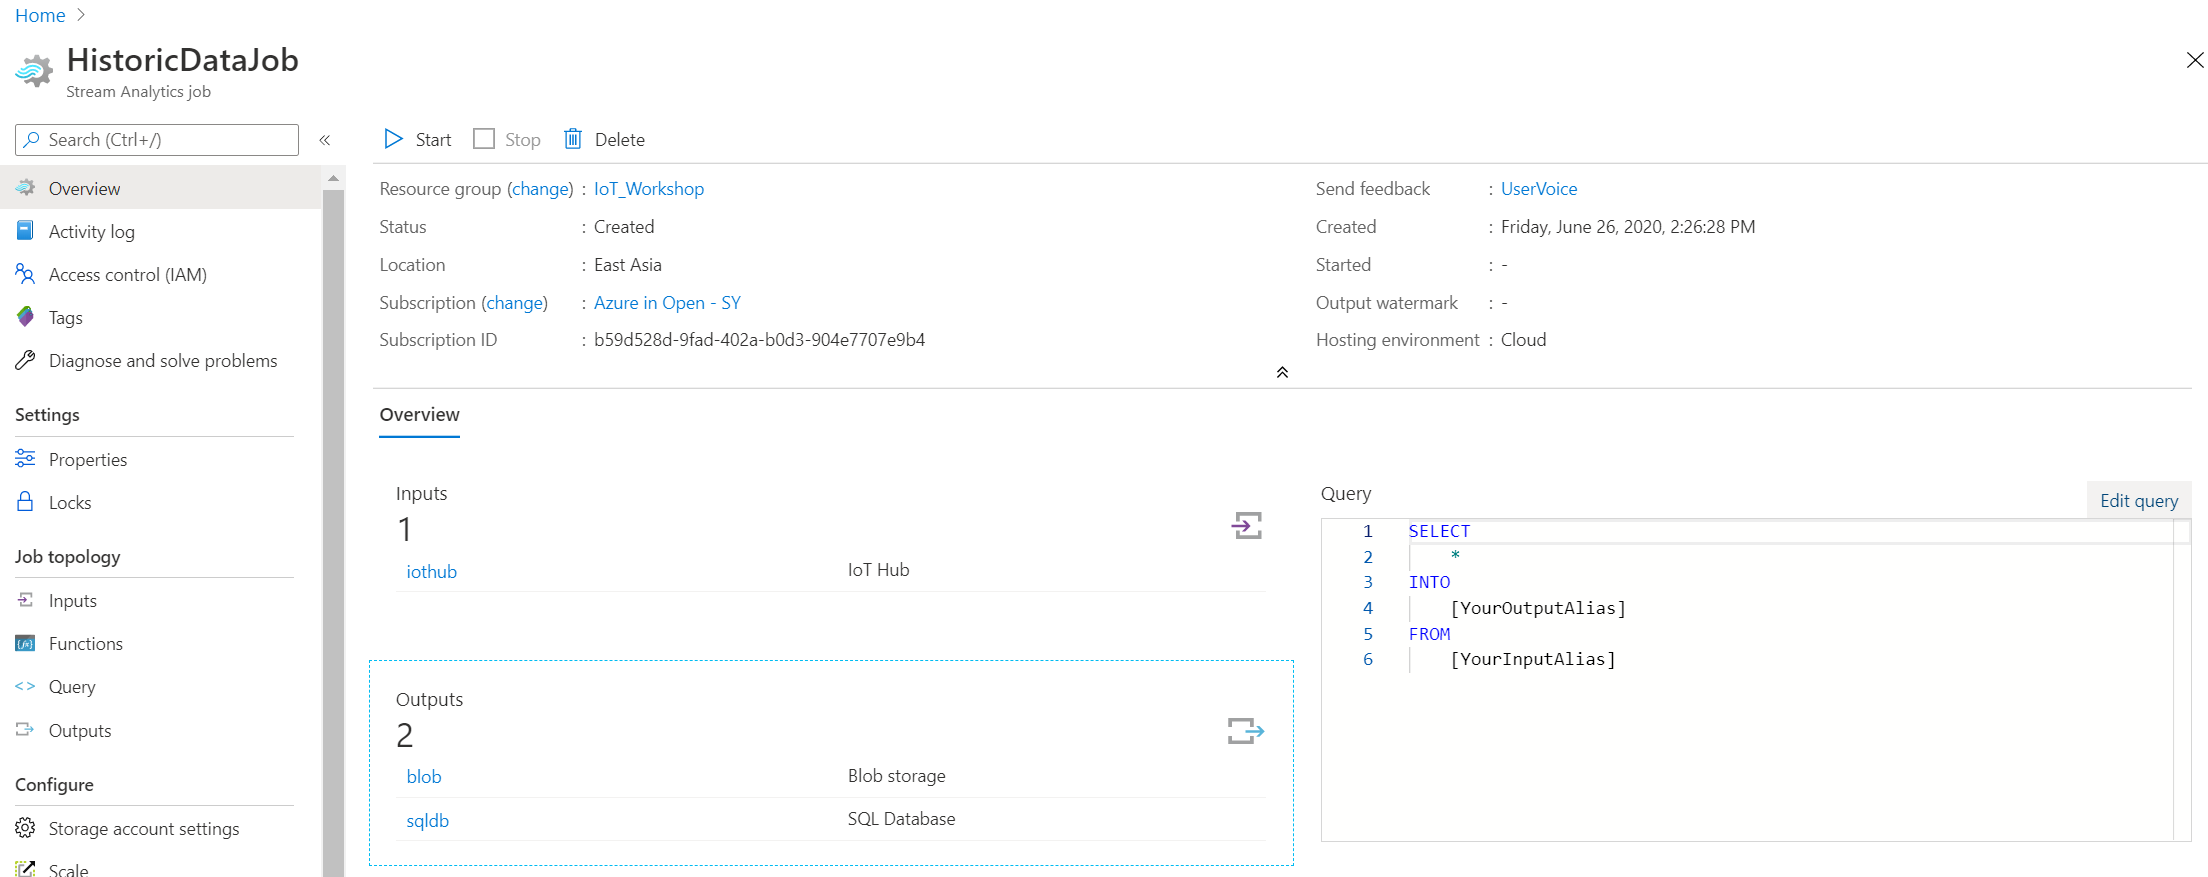 Home
HistoricDataJob
Stream Analytics job
Search (Ctrl+/)
«
Overview
Activity log
Access control (IAM)
Tags
Diagnose and solve problems
Settings
Properties
Locks
Job topology
Inputs
Functions
Query
Outputs
Configure
Storage account settings
Scale
Start Stop Delete
Resource group (change) : IoT_Workshop
Status : Created
Location : East Asia
Subscription (change) : Azure in Open - SY
Subscription ID : b59d528d-9fad-402a-b0d3-904e7707e9b4
Send feedback : UserVoice
Created : Friday, June 26, 2020, 2:26:28 PM
Started : -
Output watermark : -
Hosting environment : Cloud
Overview
Inputs
1
iothub IoT Hub
Outputs
2
blob Blob storage
sqldb SQL Database
Query
Edit query
1 SELECT
2 *
3 INTO
4 [YourOutputAlias]
5 FROM
6 [YourInputAlias]